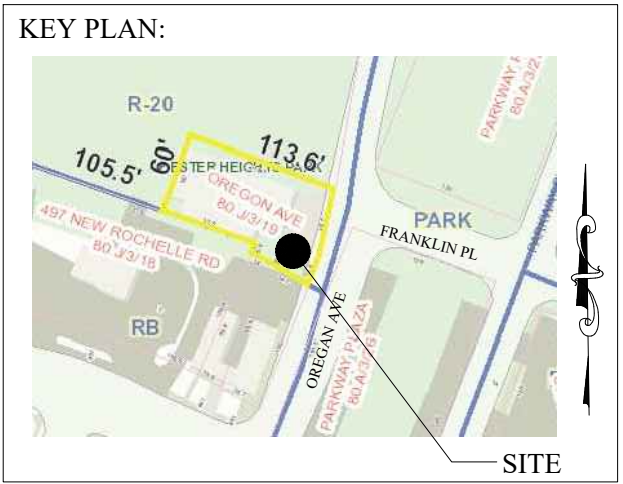 KEY PLAN:
R-20
PARKWAY
105.5'
60'
113.6'
ESTER HEIGHTS PARK
OREGON AVE
80 J/3/19
497 NEW ROCHELLE RD
80 J/3/18
PARK
FRANKLIN PL
RB
OREGAN AVE
PARKWAY PLAZA
SITE